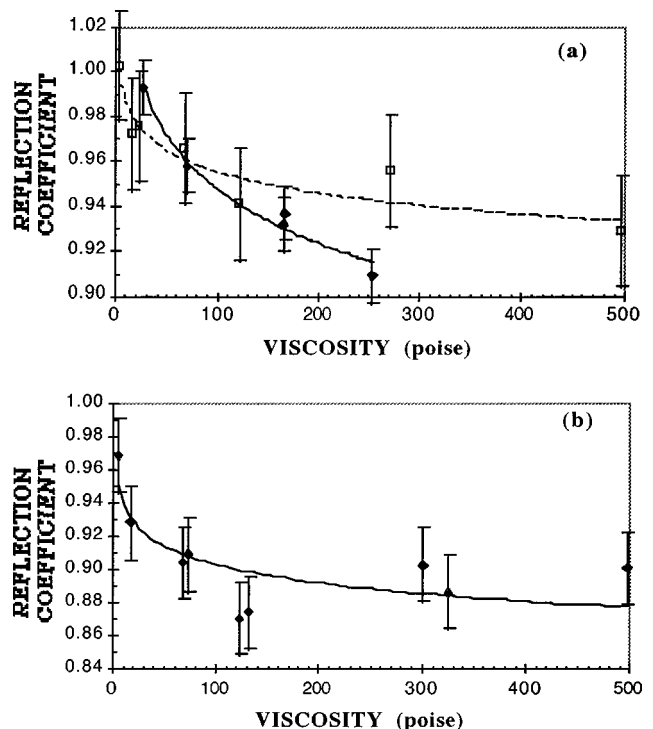 1.02
(a)
1.00
0.98
0.96
0.94
0.92
0.90
REFLECTION
COEFFICIENT
0 100 200 300 400 500
VISCOSITY (poise)
1.00
(b)
0.98
0.96
0.94
0.92
0.90
0.88
0.86
0.84
REFLECTION
COEFFICIENT
0 100 200 300 400 500
VISCOSITY (poise)